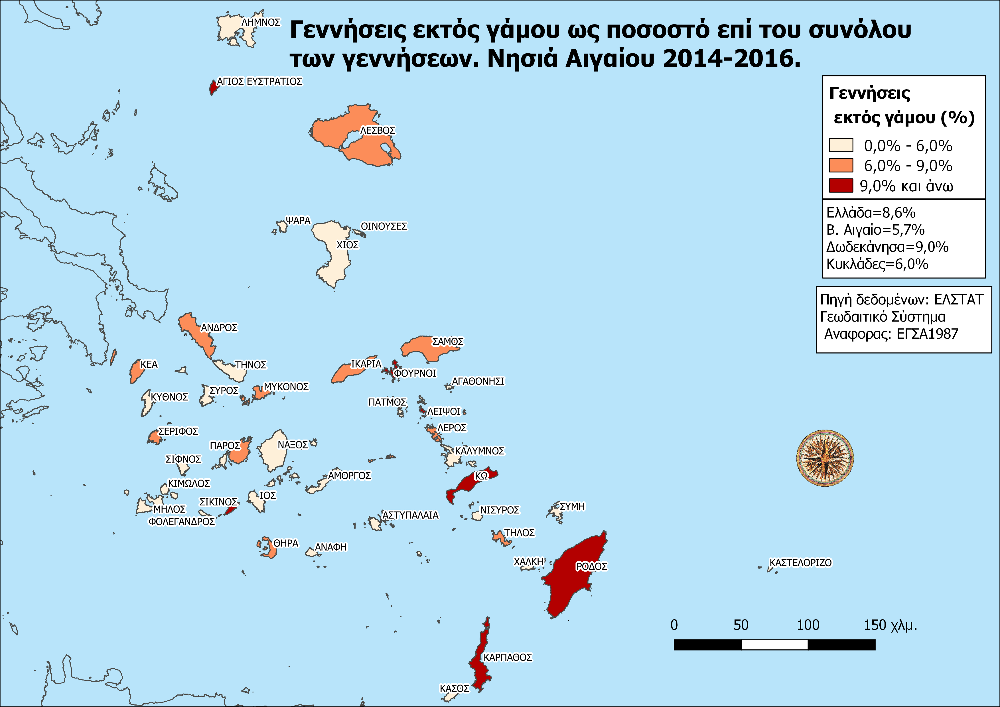 Γεννήσεις εκτός γάμου ως ποσοστό επί του συνόλου
των γεννήσεων. Νησιά Αιγαίου 2014-2016.
Γεννήσεις
εκτός γάμου (%)
0,0% - 6,0%
6,0% - 9,0%
9,0% και άνω
Ελλάδα=8,6%
Β. Αιγαίο=5,7%
Δωδεκάνησα=9,0%
Κυκλάδες=6,0%
Πηγή δεδομένων: ΕΛΣΤΑΤ
Γεωδαιτικό Σύστημα
Αναφορας: ΕΓΣΑ1987
ΛΗΜΝΟΣ
ΑΓΙΟΣ ΕΥΣΤΡΑΤΙΟΣ
ΛΕΣΒΟΣ
ΨΑΡΑ
ΟΙΝΟΥΣΕΣ
ΧΙΟΣ
ΑΝΔΡΟΣ
ΣΑΜΟΣ
ΚΕΑ
ΤΗΝΟΣ
ΙΚΑΡΙΑ
ΦΟΥΡΝΟΙ
ΑΓΑΘΟΝΗΣΙ
ΣΥΡΟΣ
ΜΥΚΟΝΟΣ
ΚΥΘΝΟΣ
ΠΑΤΜΟΣ
ΛΕΙΨΟΙ
ΣΕΡΙΦΟΣ
ΛΕΡΟΣ
ΠΑΡΟΣ
ΝΑΞΟΣ
ΚΑΛΥΜΝΟΣ
ΣΙΦΝΟΣ
ΑΜΟΡΓΟΣ
ΚΩ
ΚΙΜΩΛΟΣ
ΙΟΣ
ΣΙΚΙΝΟΣ
ΜΗΛΟΣ
ΣΥΜΗ
ΝΙΣΥΡΟΣ
ΑΣΤΥΠΑΛΑΙΑ
ΦΟΛΕΓΑΝΔΡΟΣ
ΤΗΛΟΣ
ΘΗΡΑ
ΑΝΑΦΗ
ΧΑΛΚΗ
ΡΟΔΟΣ
ΚΑΣΤΕΛΟΡΙΖΟ
0 50 100 150 χλμ.
ΚΑΡΠΑΘΟΣ
ΚΑΣΟΣ